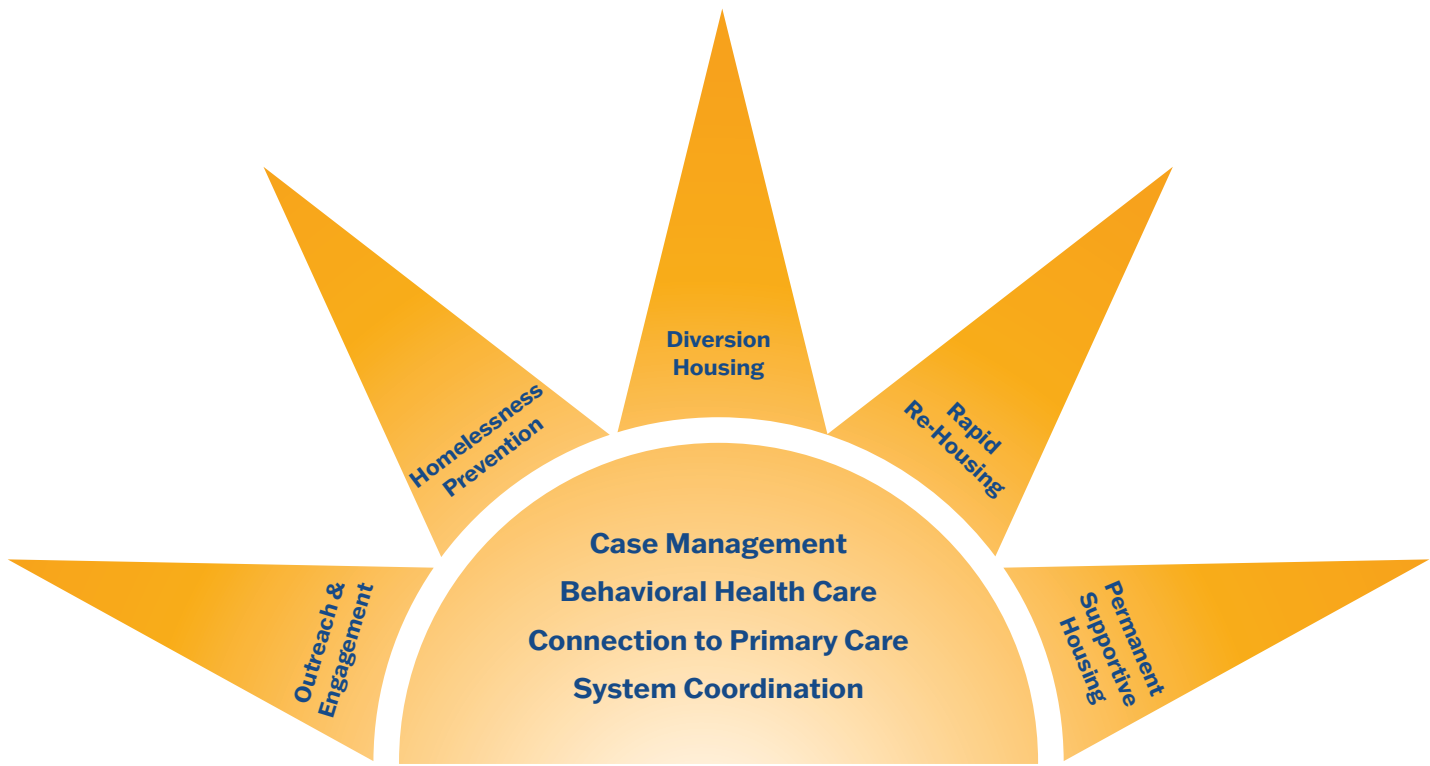 Outreach &
Engagement
Homelessness
Prevention
Diversion
Housing
Rapid
Re-Housing
Permanent
Supportive
Housing
Case Management
Behavioral Health Care
Connection to Primary Care
System Coordination